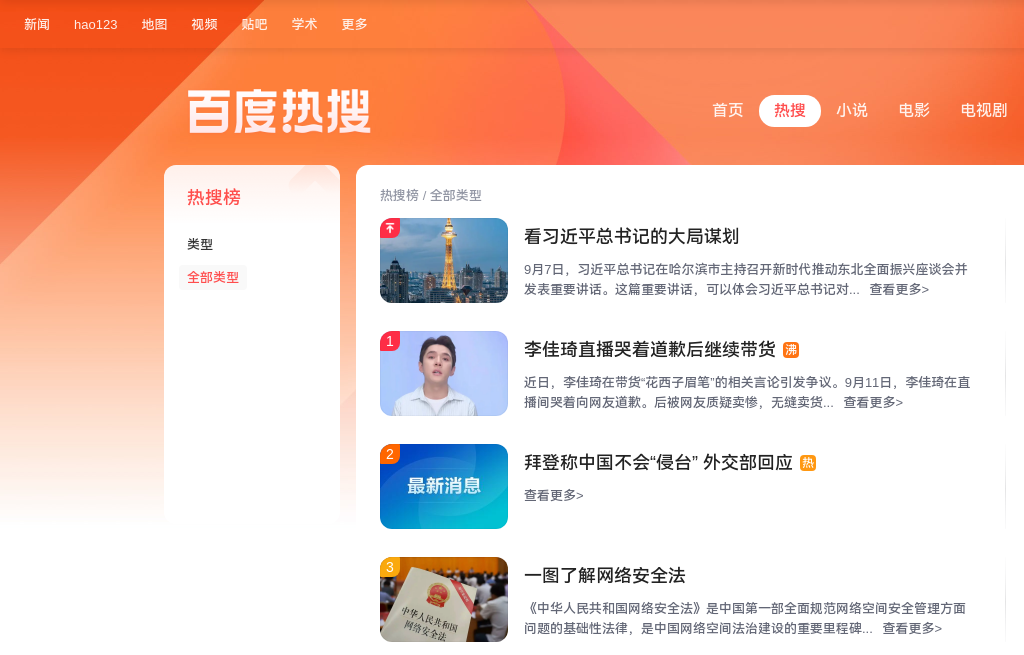 新闻 hao123 地图 视频 贴吧 学术 更多
百度热搜
首页 热搜 小说 电影 电视剧
热搜榜
类型
全部类型
热搜榜 / 全部类型
看习近平总书记的大局谋划
9月7日，习近平总书记在哈尔滨市主持召开新时代推动东北全面振兴座谈会并
发表重要讲话。这篇重要讲话，可以体会习近平总书记对... 查看更多>
1
李佳琦直播哭着道歉后继续带货 沸
近日，李佳琦在带货“花西子眉笔”的相关言论引发争议。9月11日，李佳琦在直
播间哭着向网友道歉。后被网友质疑卖惨，无缝卖货... 查看更多>
2
最新消息
拜登称中国不会“侵台” 外交部回应 热
查看更多>
3
中华人民共和国
网络安全法
一图了解网络安全法
《中华人民共和国网络安全法》是中国第一部全面规范网络空间安全管理方面
问题的基础性法律，是中国网络空间法治建设的重要里程碑... 查看更多>